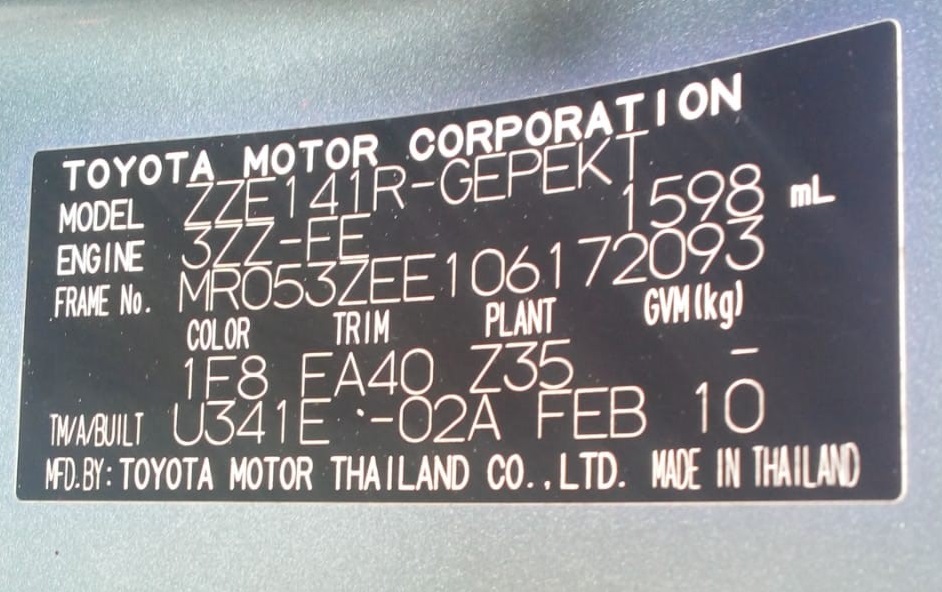 TOYOTA MOTOR CORPORATION
MODEL ZZE141R-GEPEKT
ENGINE 3ZZ-FE 1598 mL
FRAME No. MR053ZEE106172093
COLOR TRIM PLANT GVM(kg)
1F8 FA40 Z35 -
TM/A/BUILT U341E -02A FEB 10
MFD.BY: TOYOTA MOTOR THAILAND CO.,LTD. MADE IN THAILAND